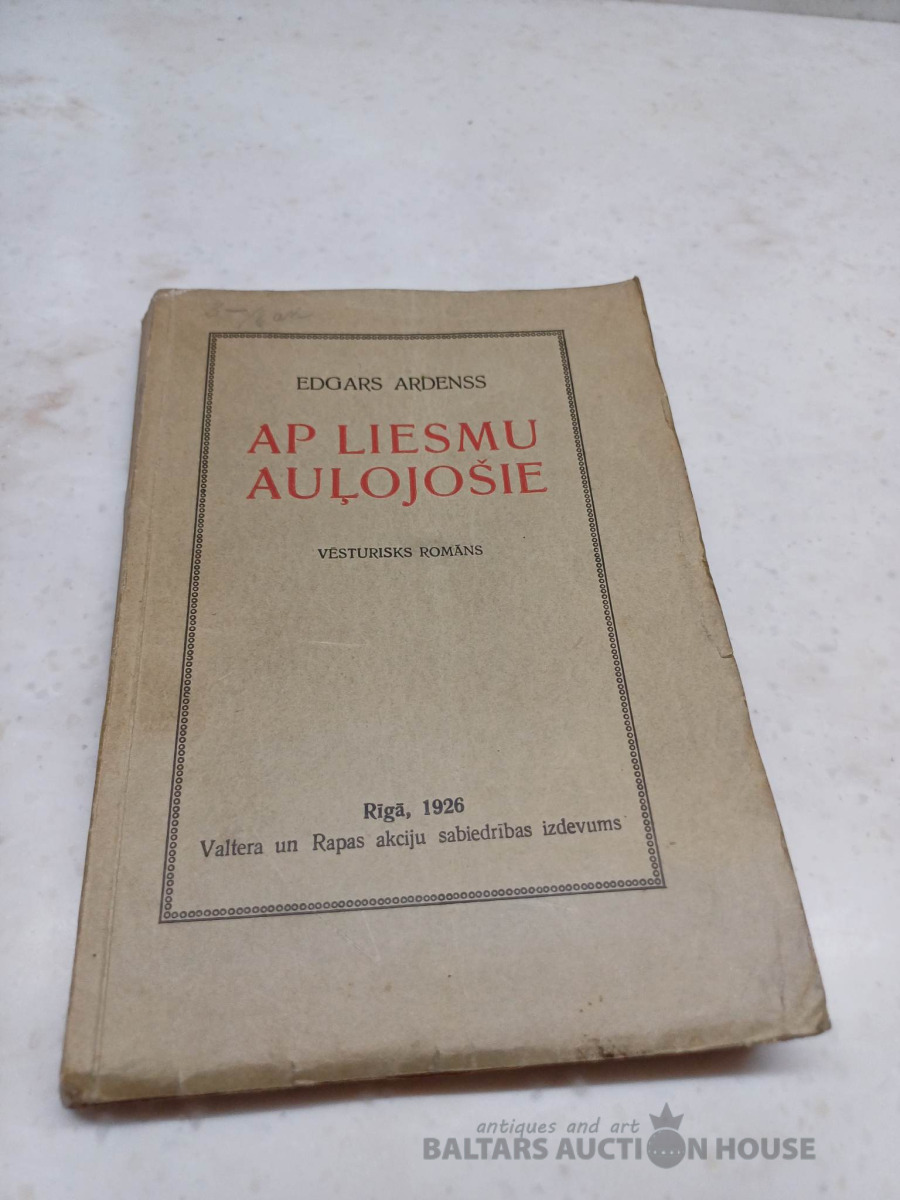 EDGARS ARDENSS
AP LIESMU
AUĻOJOŠIE
VĒSTURISKS ROMĀNS
Rīgā, 1926
Valtera un Rapas akciju sabiedrības izdevums
antiques and art
BALTARS AUCTION HOUSE